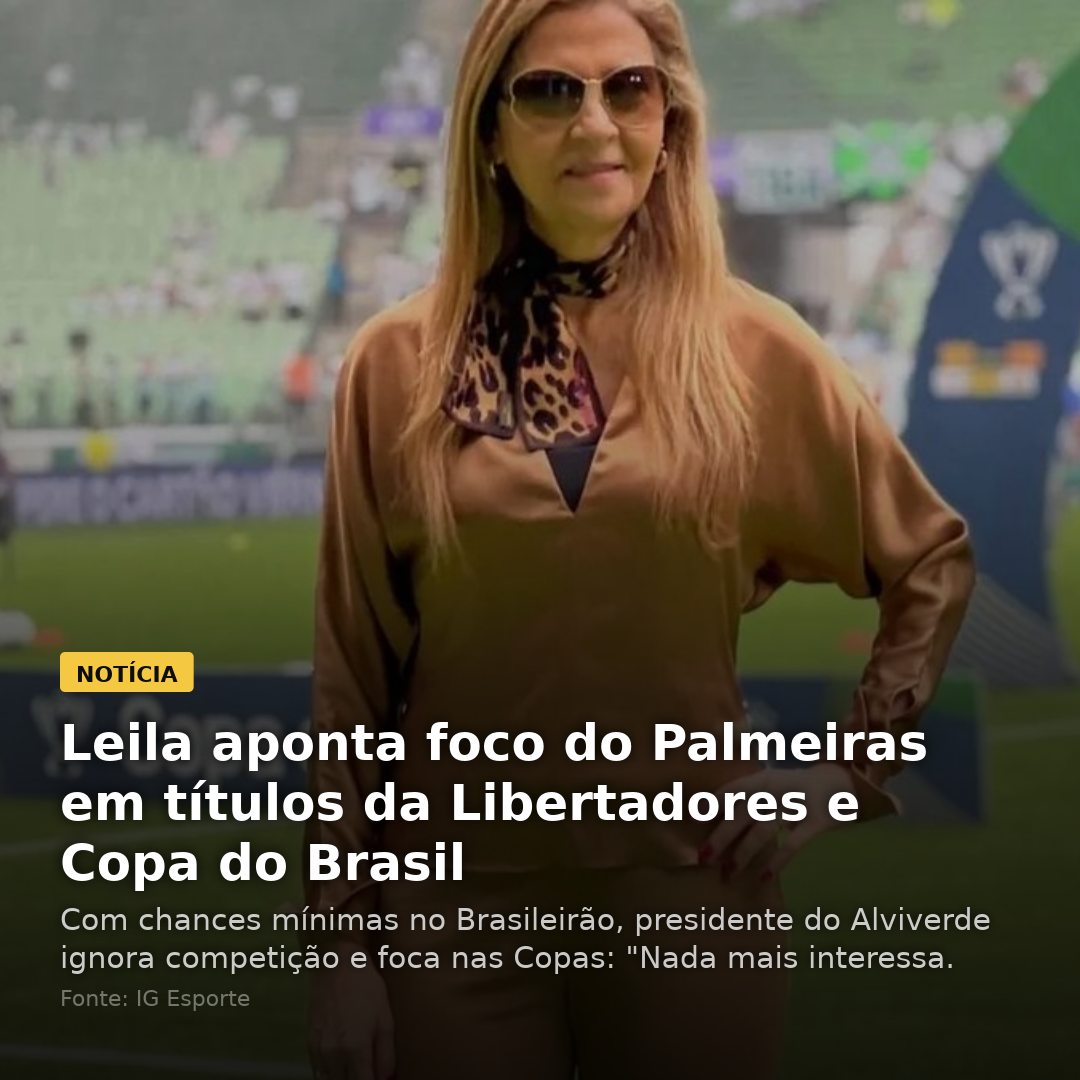 NOTÍCIA
Leila aponta foco do Palmeiras
em títulos da Libertadores e
Copa do Brasil
Com chances mínimas no Brasileirão, presidente do Alviverde
ignora competição e foca nas Copas: "Nada mais interessa.
Fonte: IG Esporte